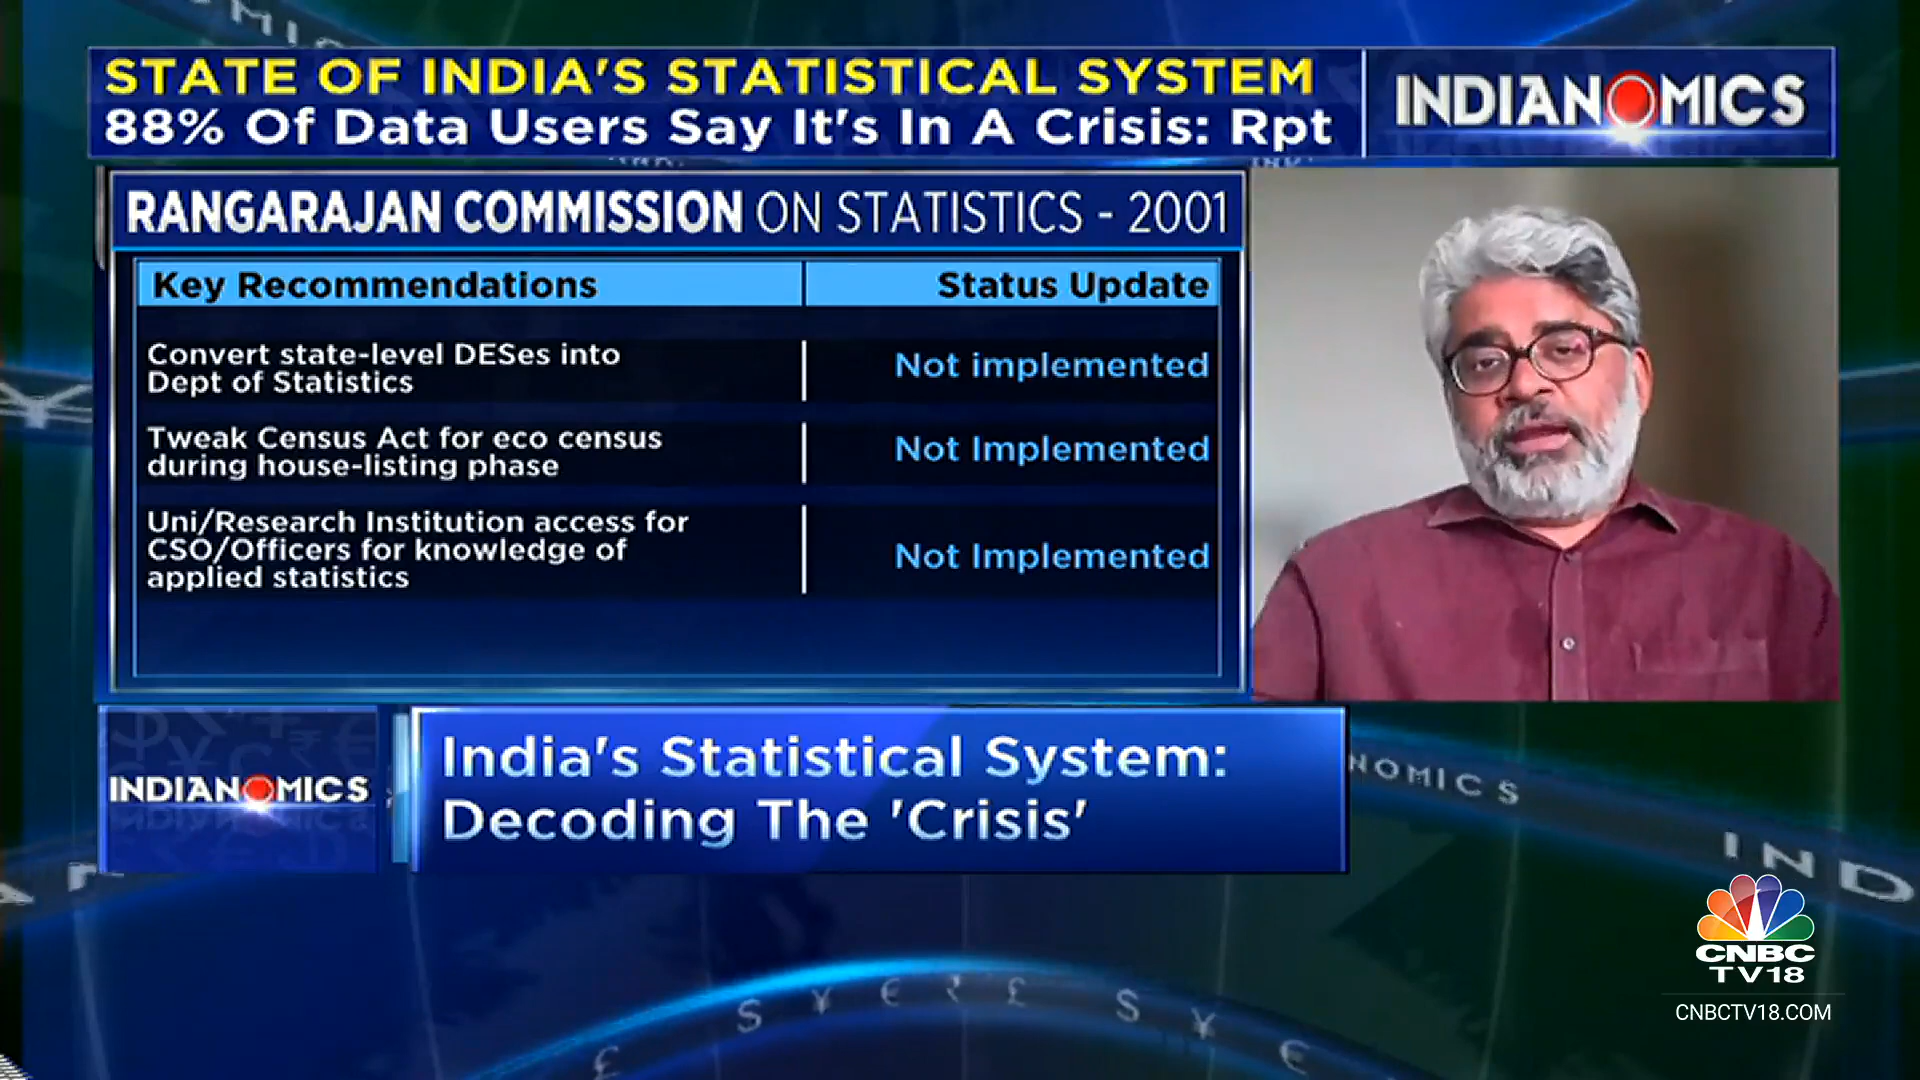 STATE OF INDIA'S STATISTICAL SYSTEM
88% Of Data Users Say It's In A Crisis: Rpt
INDIANOMICS
RANGARAJAN COMMISSION ON STATISTICS - 2001
Key Recommendations Status Update
Convert state-level DESes into
Dept of Statistics
Not implemented
Tweak Census Act for eco census
during house-listing phase
Not Implemented
Uni/Research Institution access for
CSO/Officers for knowledge of
applied statistics
Not Implemented
INDIANOMICS
India's Statistical System:
Decoding The 'Crisis'
NOMICS
IND
CNBC
TV18
CNBCTV18.COM
$ ¥ € ₹ £ $ ¥ €
£